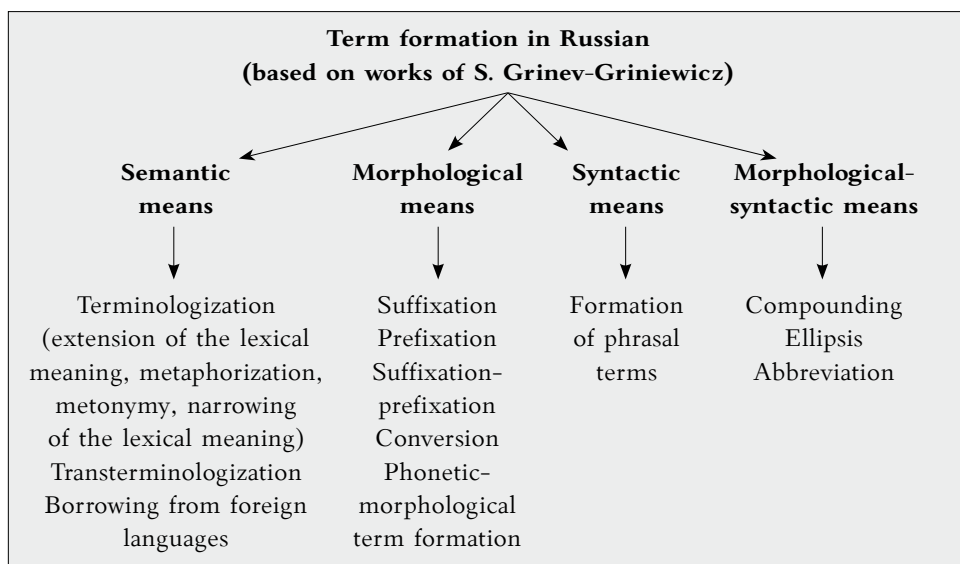 Term formation in Russian
(based on works of S. Grinev-Griniewicz)
Semantic
means
Terminologization
(extension of the lexical
meaning, metaphorization,
metonymy, narrowing
of the lexical meaning)
Transterminologization
Borrowing from foreign
languages
Morphological
means
Suffixation
Prefixation
Suffixation-
prefixation
Conversion
Phonetic-
morphological
term formation
Syntactic
means
Formation
of phrasal
terms
Morphological-
syntactic means
Compounding
Ellipsis
Abbreviation